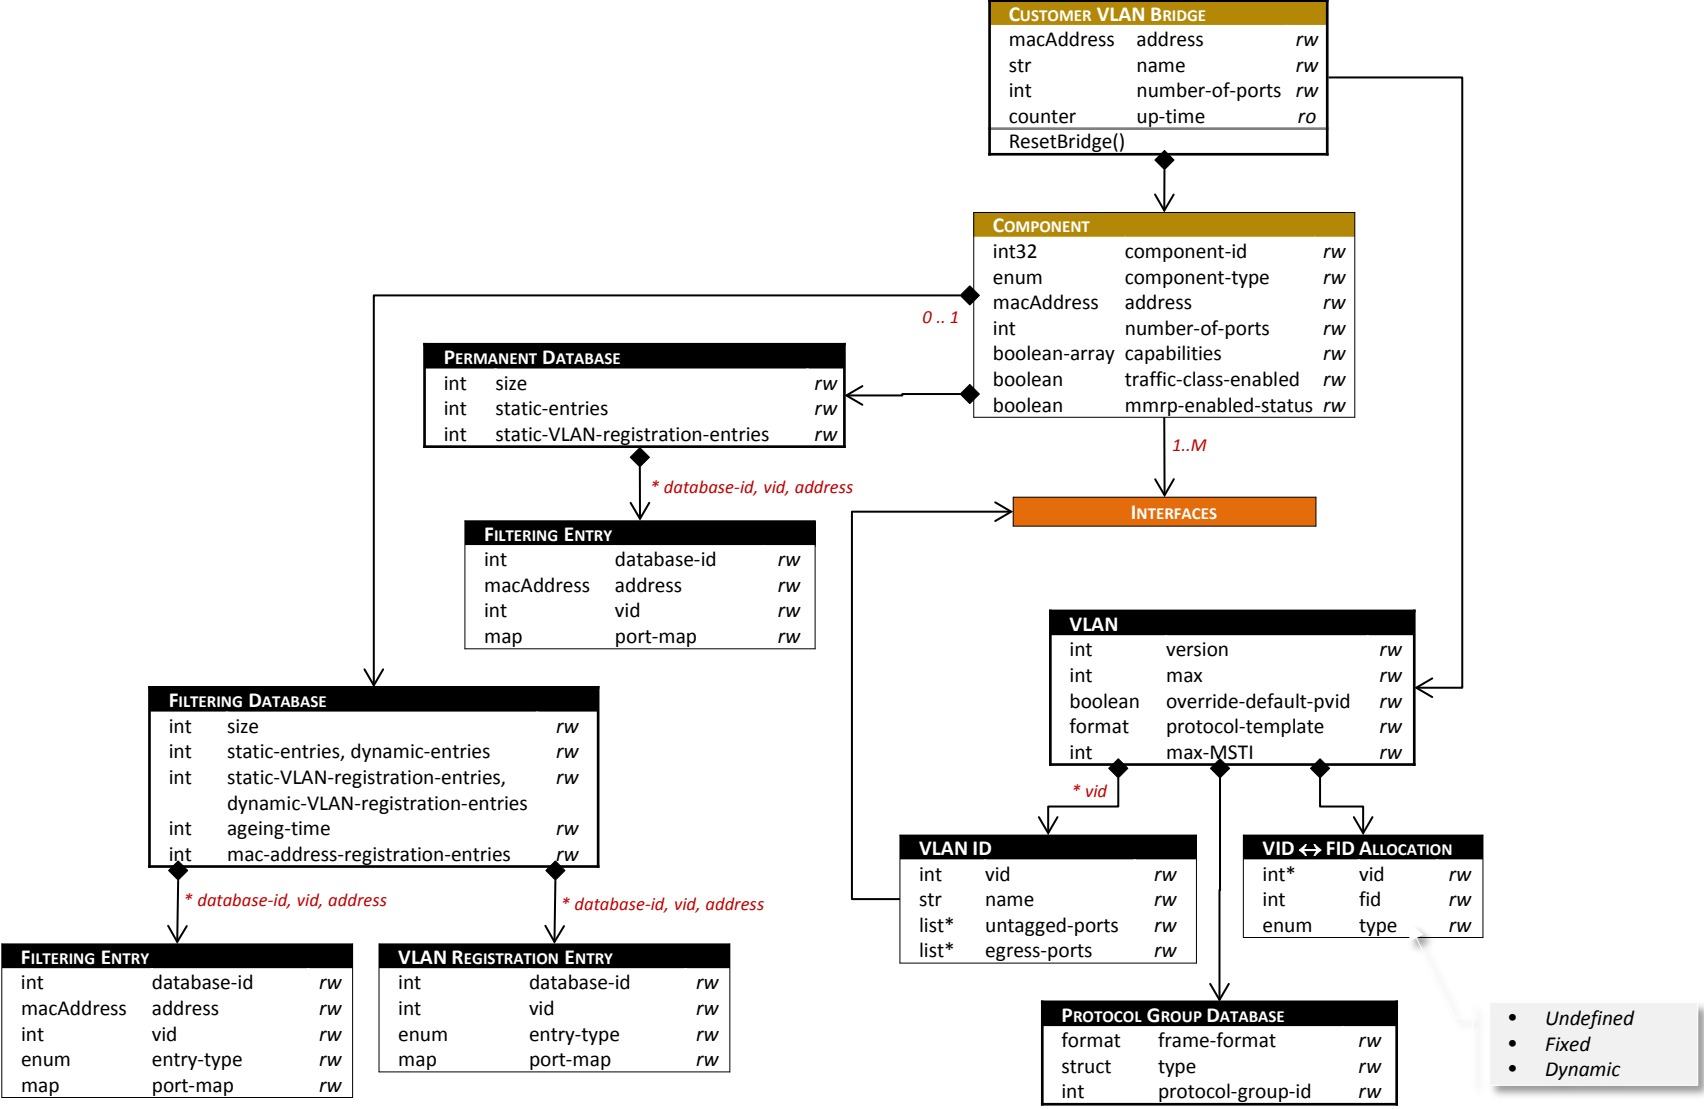 CUSTOMER VLAN BRIDGE
macAddress address rw
str name rw
int number-of-ports rw
counter up-time ro
ResetBridge()
COMPONENT
int32 component-id rw
enum component-type rw
macAddress address rw
int number-of-ports rw
boolean-array capabilities rw
boolean traffic-class-enabled rw
boolean mmrp-enabled-status rw
0 .. 1
1..M
PERMANENT DATABASE
int size rw
int static-entries rw
int static-VLAN-registration-entries rw
* database-id, vid, address
FILTERING ENTRY
int database-id rw
macAddress address rw
int vid rw
map port-map rw
INTERFACES
VLAN
int version rw
int max rw
boolean override-default-pvid rw
format protocol-template rw
int max-MSTI rw
* vid
FILTERING DATABASE
int size rw
int static-entries, dynamic-entries rw
int static-VLAN-registration-entries, rw
dynamic-VLAN-registration-entries
int ageing-time rw
int mac-address-registration-entries rw
* database-id, vid, address
* database-id, vid, address
VLAN ID
int vid rw
str name rw
list* untagged-ports rw
list* egress-ports rw
VID ↔ FID ALLOCATION
int* vid rw
int fid rw
enum type rw
FILTERING ENTRY
int database-id rw
macAddress address rw
int vid rw
enum entry-type rw
map port-map rw
VLAN REGISTRATION ENTRY
int database-id rw
int vid rw
enum entry-type rw
map port-map rw
PROTOCOL GROUP DATABASE
format frame-format rw
struct type rw
int protocol-group-id rw
• Undefined
• Fixed
• Dynamic